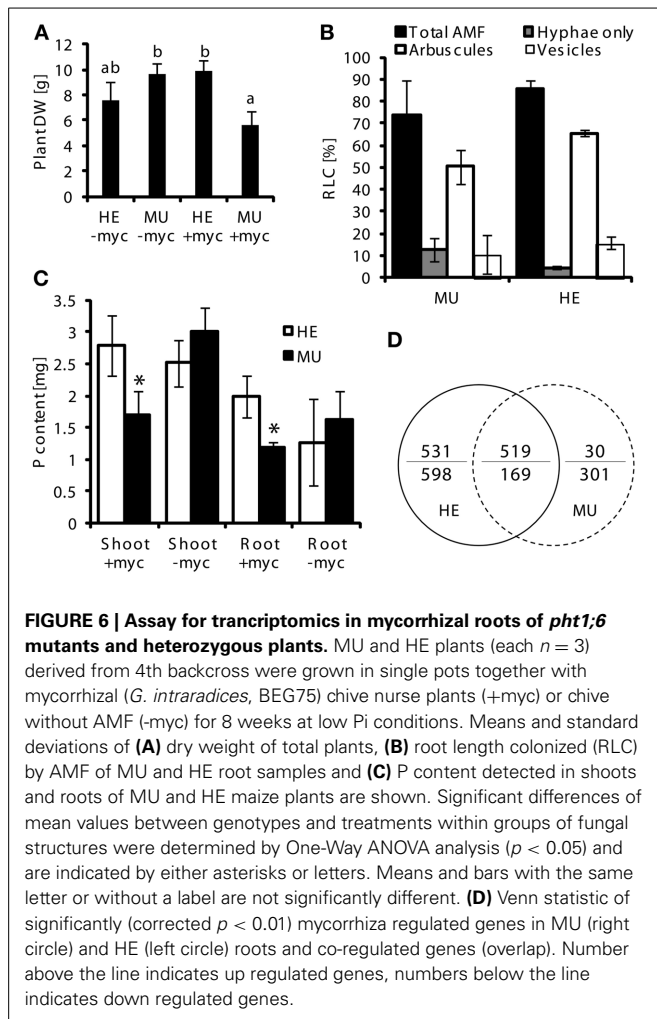 A
PlantDW [g]
12
10
8
6
4
2
0
ab
b
b
a
HE -myc
MU -myc
HE +myc
MU +myc
B
Total AMF
Hyphae only
Arbuscules
Vesicles
RLC [%]
100
90
80
70
60
50
40
30
20
10
0
MU
HE
C
P content [mg]
3.5
3
2.5
2
1.5
1
0.5
0
HE
MU
*
*
Shoot +myc
Shoot -myc
Root +myc
Root -myc
D
531
598
519
169
30
301
HE
MU
FIGURE 6 | Assay for trancriptomics in mycorrhizal roots of pht1;6
mutants and heterozygous plants. MU and HE plants (each n = 3)
derived from 4th backcross were grown in single pots together with
mycorrhizal (G. intraradices, BEG75) chive nurse plants (+myc) or chive
without AMF (-myc) for 8 weeks at low Pi conditions. Means and standard
deviations of (A) dry weight of total plants, (B) root length colonized (RLC)
by AMF of MU and HE root samples and (C) P content detected in shoots
and roots of MU and HE maize plants are shown. Significant differences of
mean values between genotypes and treatments within groups of fungal
structures were determined by One-Way ANOVA analysis (p < 0.05) and
are indicated by either asterisks or letters. Means and bars with the same
letter or without a label are not significantly different. (D) Venn statistic of
significantly (corrected p < 0.01) mycorrhiza regulated genes in MU (right
circle) and HE (left circle) roots and co-regulated genes (overlap). Number
above the line indicates up regulated genes, numbers below the line
indicates down regulated genes.